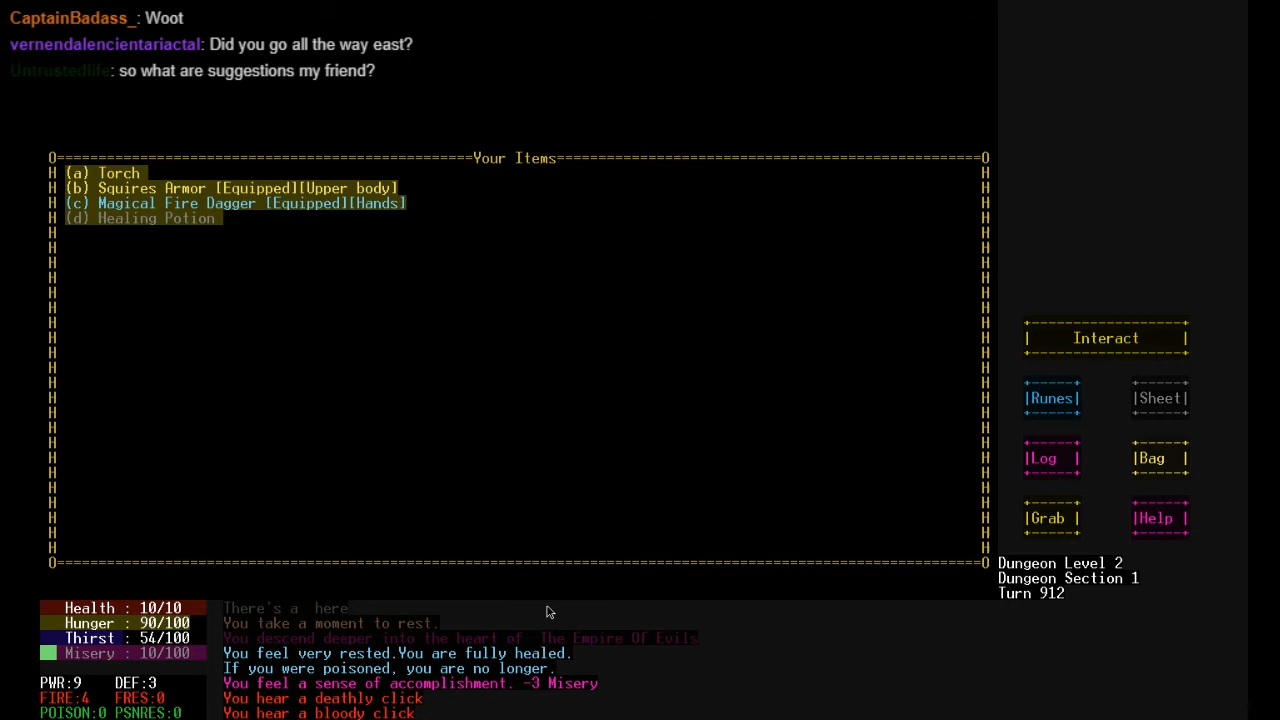 CaptainBadass_: Woot
vernendalencientariactal: Did you go all the way east?
Untrustedlife: so what are suggestions my friend?
Your Items
(a) Torch
(b) Squires Armor [Equipped][Upper body]
(c) Magical Fire Dagger [Equipped][Hands]
(d) Healing Potion
Interact
Runes
Sheet
Log
Bag
Grab
Help
Dungeon Level 2
Dungeon Section 1
Turn 912
Health : 10/10
Hunger : 90/100
Thirst : 54/100
Misery : 10/100
PWR:9 DEF:3
FIRE:4 FRES:0
POISON:0 PSNRES:0
There's a  here
You take a moment to rest.
You descend deeper into the heart of  The Empire Of Evils
You feel very rested.You are fully healed.
If you were poisoned, you are no longer.
You feel a sense of accomplishment. -3 Misery
You hear a deathly click
You hear a bloody click